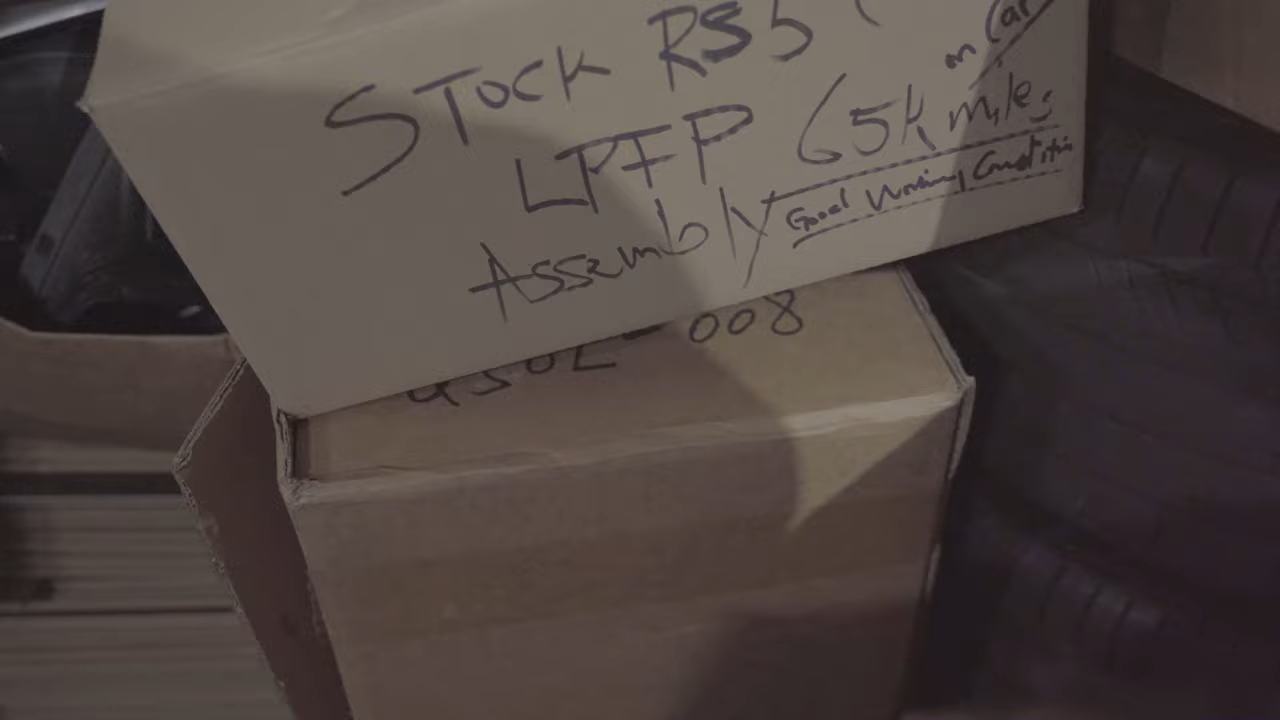 Stock RS5
on Car
LPFP 65K miles
Assembly Good Working Condition
008